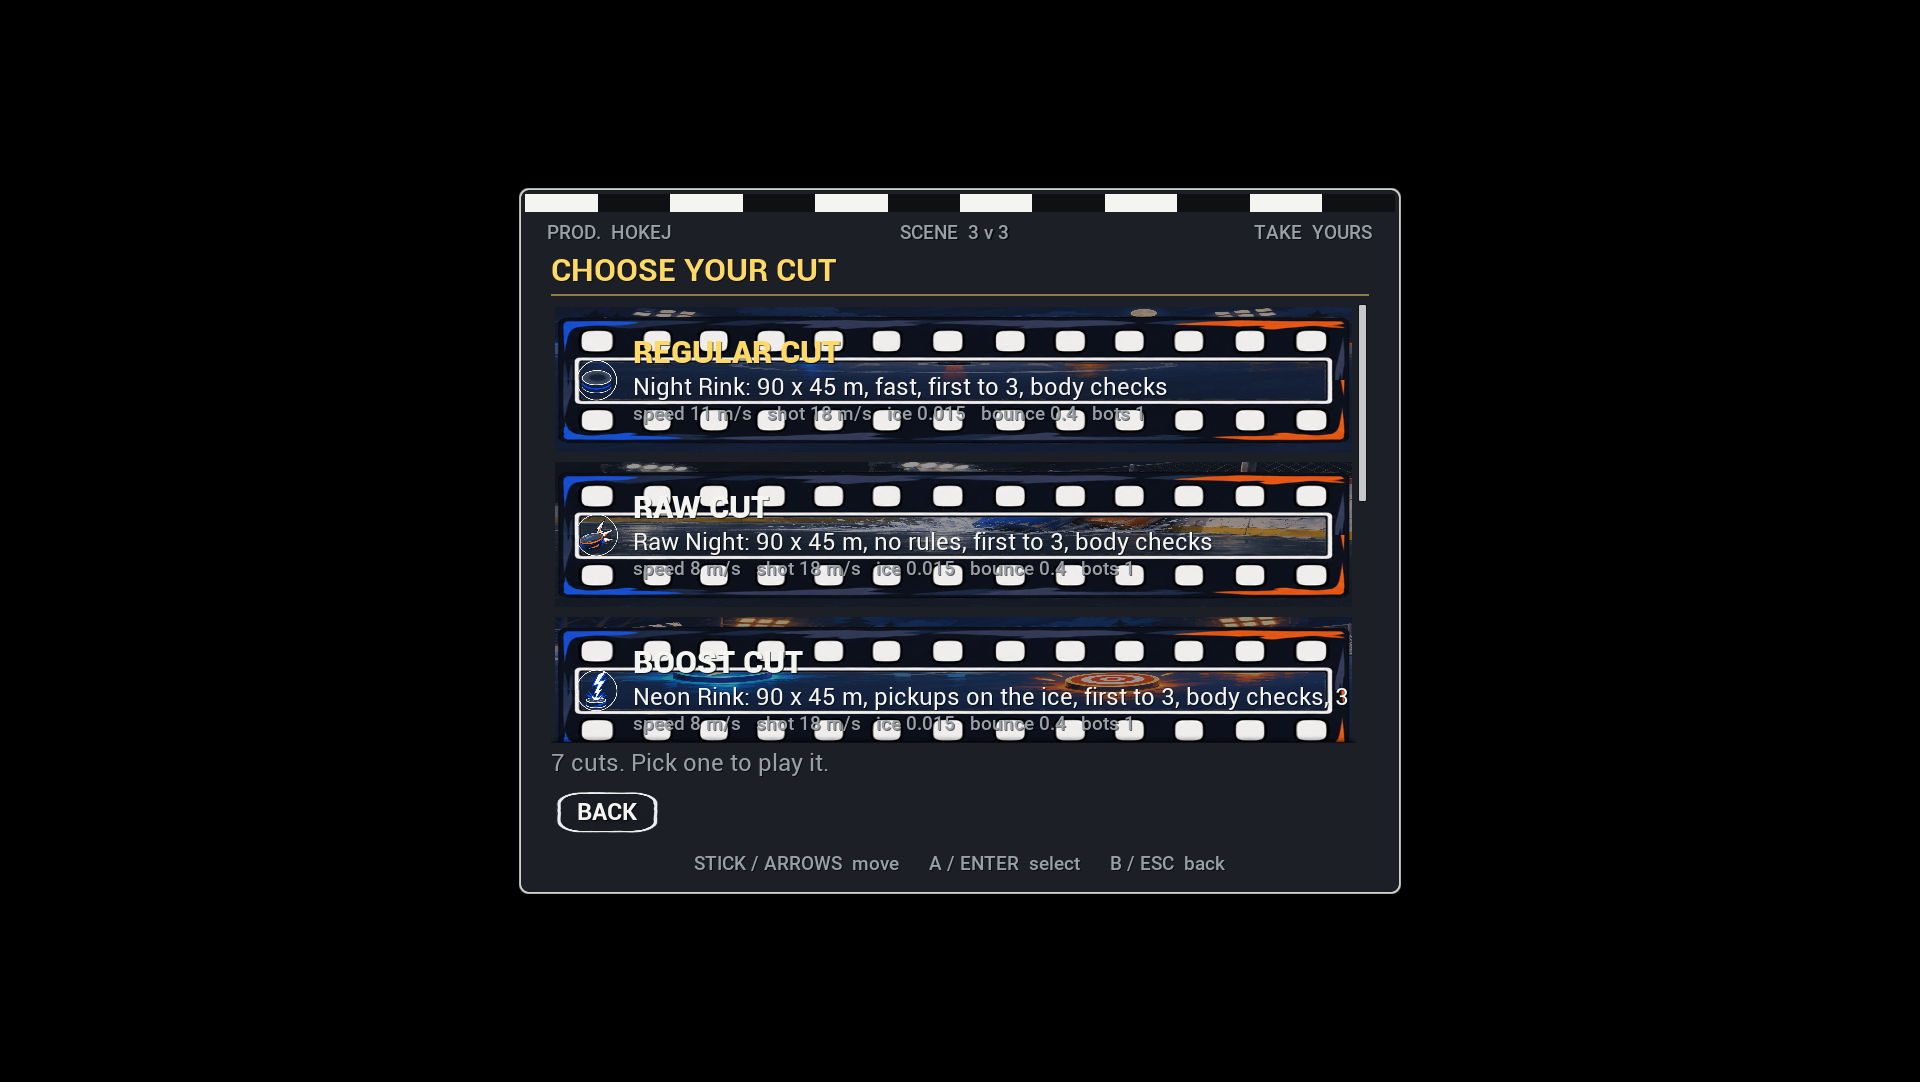 PROD. HOKEJ
SCENE 3 v 3
TAKE YOURS
CHOOSE YOUR CUT
REGULAR CUT
Night Rink: 90 x 45 m, fast, first to 3, body checks
speed 11 m/s shot 18 m/s ice 0.015 bounce 0.4 bots 1
RAW CUT
Raw Night: 90 x 45 m, no rules, first to 3, body checks
speed 8 m/s shot 18 m/s ice 0.015 bounce 0.4 bots 1
BOOST CUT
Neon Rink: 90 x 45 m, pickups on the ice, first to 3, body checks, 3
speed 8 m/s shot 18 m/s ice 0.015 bounce 0.4 bots 1
7 cuts. Pick one to play it.
BACK
STICK / ARROWS move A / ENTER select B / ESC back